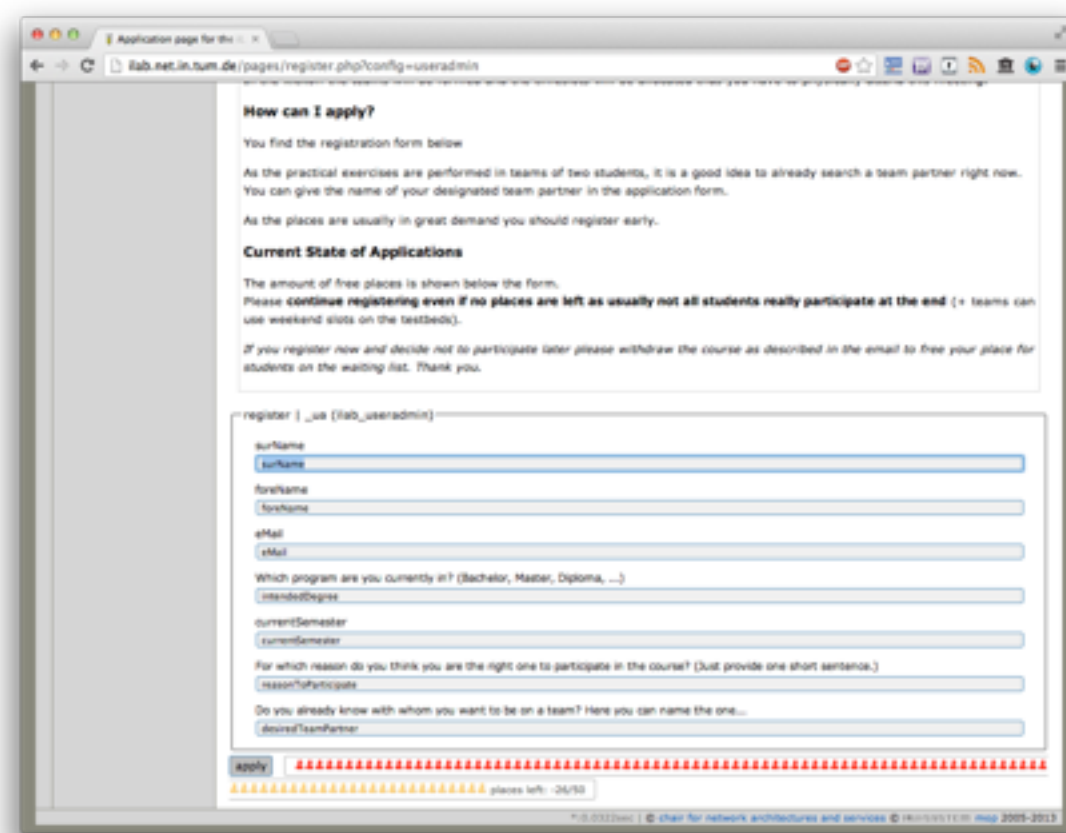 Application page for the i
ilab.net.in.tum.de/pages/register.php?config=useradmin
How can I apply?
You find the registration form below
As the practical exercises are performed in teams of two students, it is a good idea to already search a team partner right now.
You can give the name of your designated team partner in the application form.
As the places are usually in great demand you should register early.
Current State of Applications
The amount of free places is shown below the form.
Please continue registering even if no places are left as usually not all students really participate at the end (+ teams can
use weekend slots on the testbeds).
If you register now and decide not to participate later please withdraw the course as described in the email to free your place for
students on the waiting list. Thank you.
register | _ua (ilab_useradmin)
surName
surName
foreName
foreName
eMail
eMail
Which program are you currently in? (Bachelor, Master, Diploma, ...)
intendedDegree
currentSemester
currentSemester
For which reason do you think you are the right one to participate in the course? (Just provide one short sentence.)
reasonToParticipate
Do you already know with whom you want to be on a team? Here you can name the one...
desiredTeamPartner
apply
places left: -26/50
© chair for network architectures and services © map 2005-2013